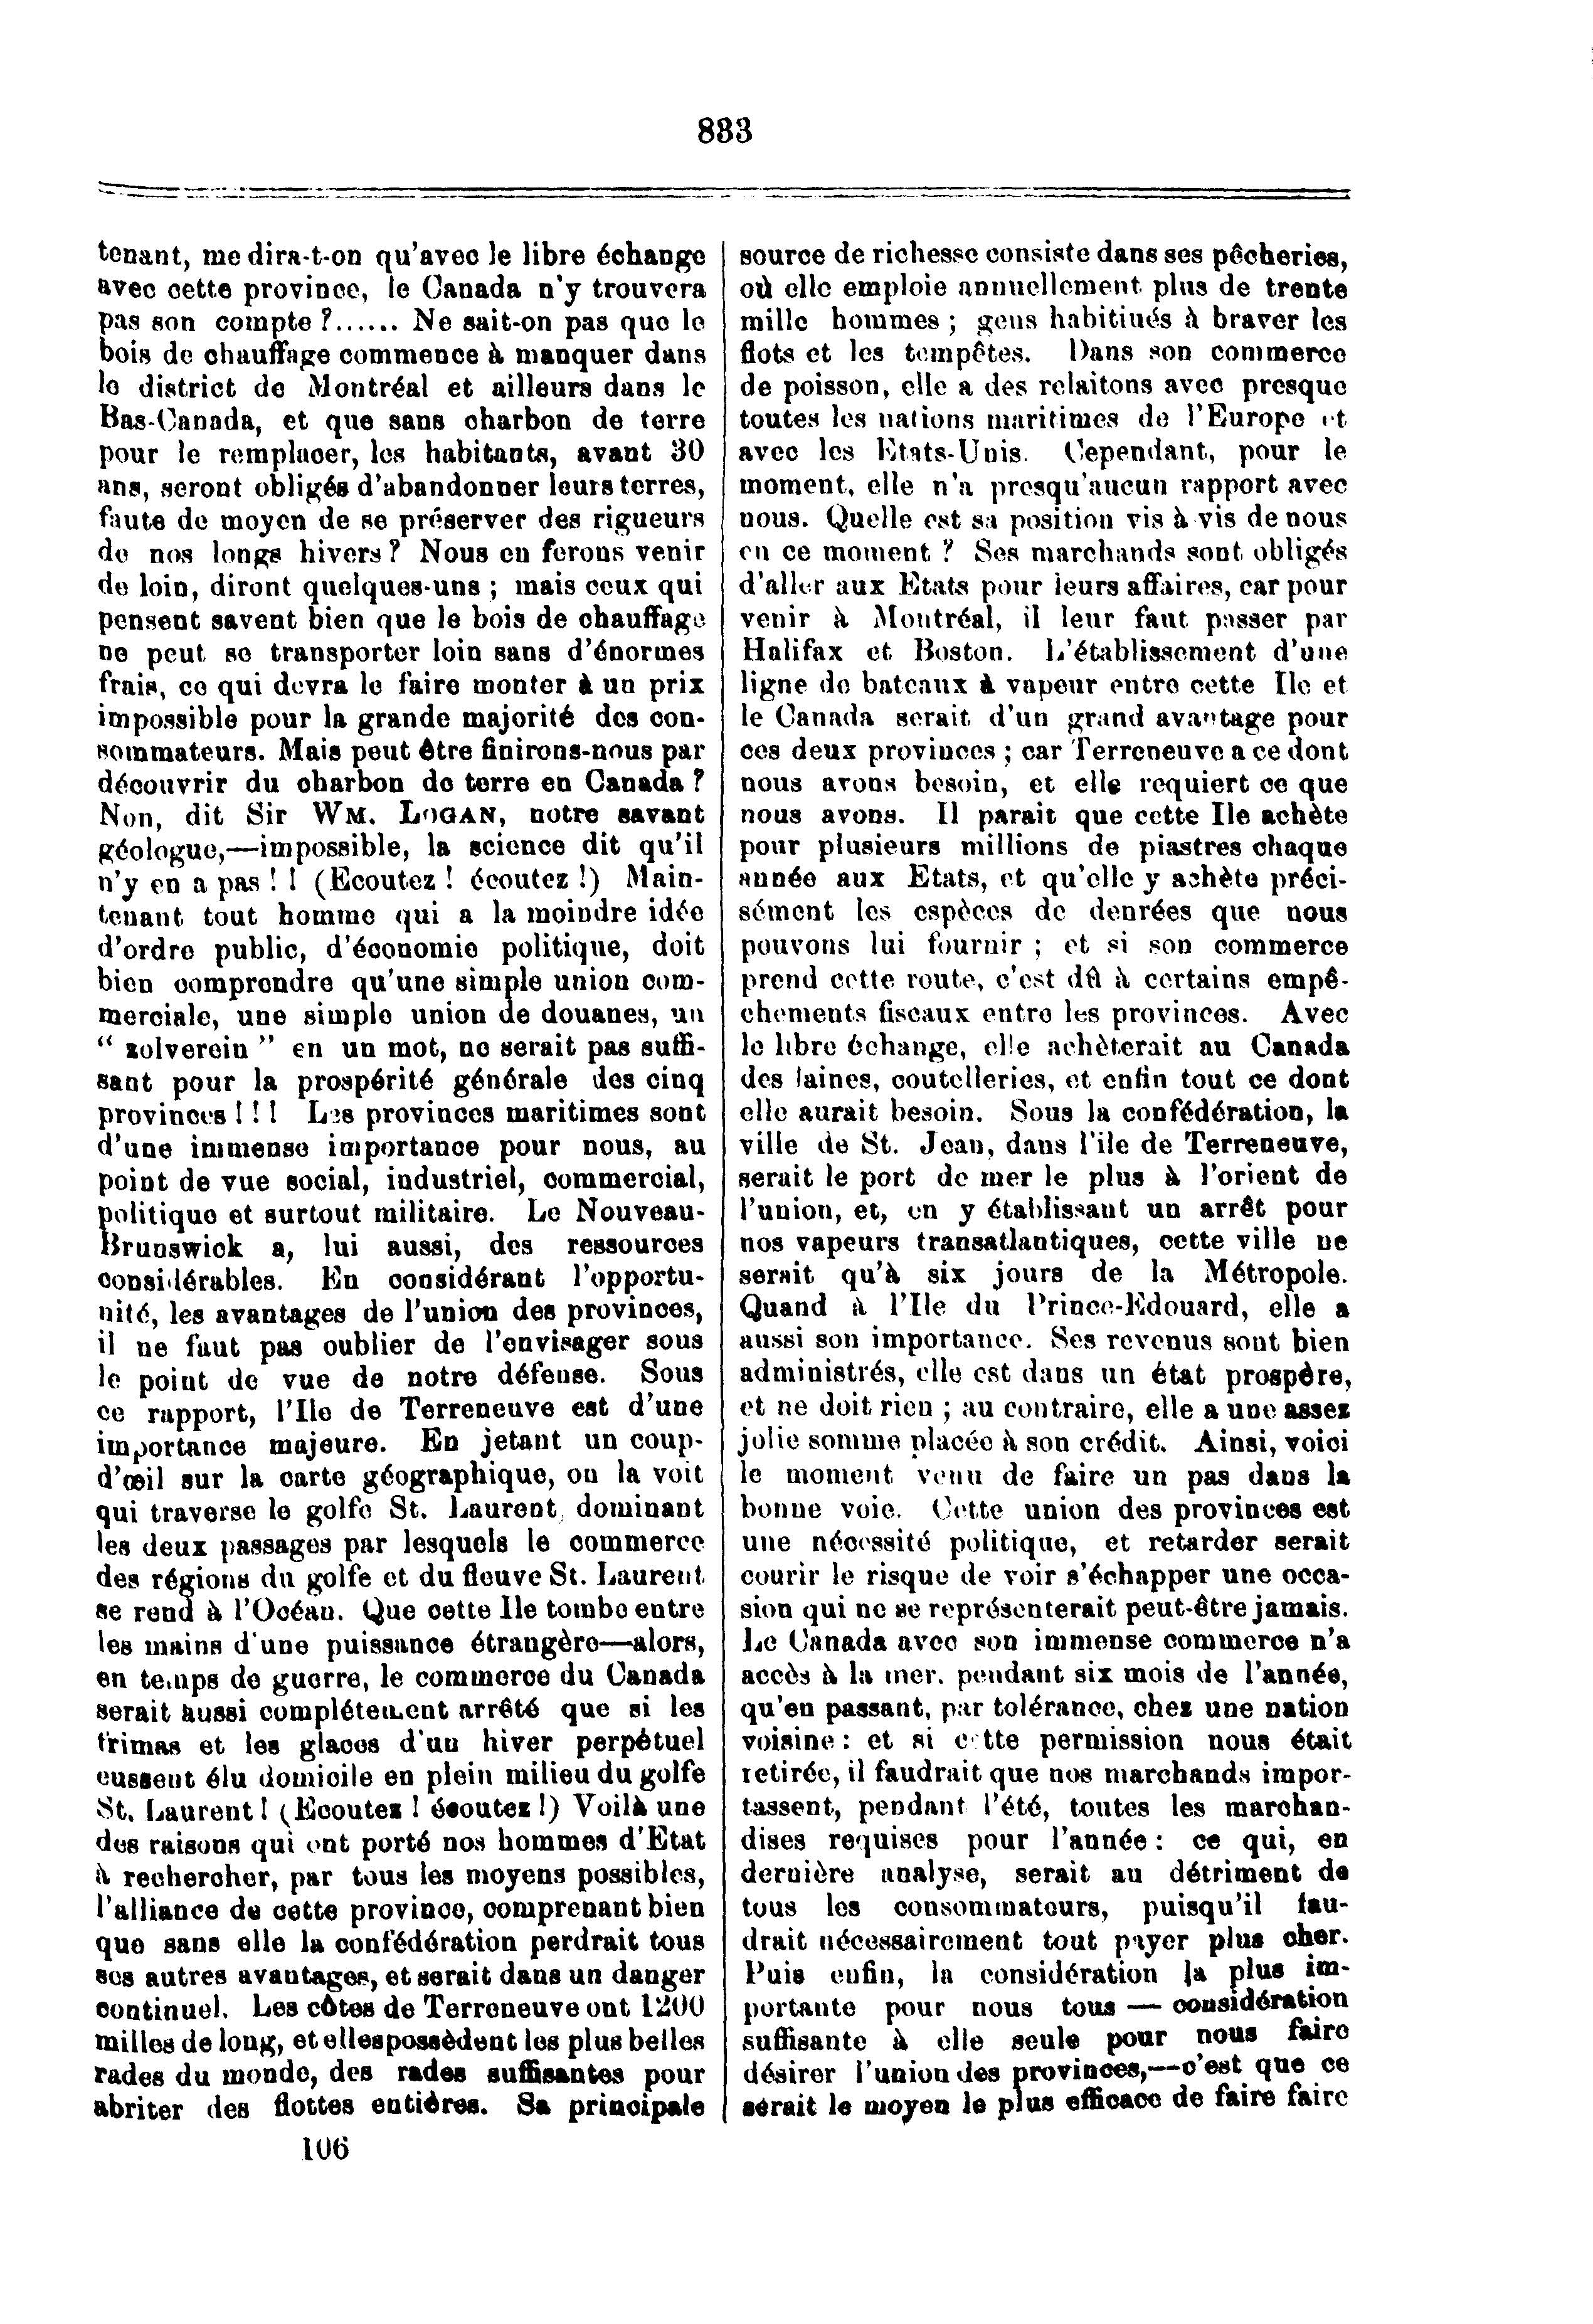 833
tenant, me dira-t-on qu'avec le libre échange
avec cette province, le Canada n'y trouvera
pas son compte ?...... Ne sait-on pas que le
bois de chauffage commence à manquer dans
le district de Montréal et ailleurs dans le
Bas-Canada, et que sans charbon de terre
pour le remplacer, les habitants, avant 30
ans, seront obligés d'abandonner leurs terres,
faute de moyen de se préserver des rigueurs
de nos longs hivers ? Nous en ferons venir
de loin, diront quelques-uns ; mais ceux qui
pensent savent bien que le bois de chauffage
ne peut se transporter loin sans d'énormes
frais, ce qui devra le faire monter à un prix
impossible pour la grande majorité des con-
sommateurs. Mais peut être finirons-nous par
découvrir du charbon de terre en Canada ?
Non, dit Sir WM. LOGAN, notre savant
géologue,—impossible, la science dit qu'il
n'y en a pas ! ! (Ecoutez ! écoutez !) Main-
tenant tout homme qui a la moindre idée
d'ordre public, d'économie politique, doit
bien comprendre qu'une simple union com-
merciale, une simple union de douanes, un
“ zolverein ” en un mot, ne serait pas suffi-
sant pour la prospérité générale des cinq
provinces ! ! ! Les provinces maritimes sont
d'une immense importance pour nous, au
point de vue social, industriel, commercial,
politique et surtout militaire. Le Nouveau-
Brunswick a, lui aussi, des ressources
considérables. En considérant l'opportu-
nité, les avantages de l'union des provinces,
il ne faut pas oublier de l'envisager sous
le point de vue de notre défense. Sous
ce rapport, l'Ile de Terreneuve est d'une
importance majeure. En jetant un coup-
d'œil sur la carte géographique, on la voit
qui traverse le golfe St. Laurent, dominant
les deux passages par lesquels le commerce
des régions du golfe et du fleuve St. Laurent
se rend à l'Océan. Que cette Ile tombe entre
les mains d'une puissance étrangère—alors,
en temps de guerre, le commerce du Canada
serait aussi complétement arrêté que si les
frimas et les glaces d'un hiver perpétuel
eussent élu domicile en plein milieu du golfe
St. Laurent ! (Ecoutez ! écoutez !) Voilà une
des raisons qui ont porté nos hommes d'Etat
à rechercher, par tous les moyens possibles,
l'alliance de cette province, comprenant bien
que sans elle la confédération perdrait tous
ses autres avantages, et serait dans un danger
continuel. Les côtes de Terreneuve ont 1200
milles de long, et elles possèdent les plus belles
rades du monde, des rades suffisantes pour
abriter des flottes entières. Sa principale
106
source de richesse consiste dans ses pêcheries,
où elle emploie annuellement plus de trente
mille hommes ; gens habitiués à braver les
flots et les tempêtes. Dans son commerce
de poisson, elle a des relaitons avec presque
toutes les nations maritimes de l'Europe et
avec les Etats-Unis. Cependant, pour le
moment, elle n'a presqu'aucun rapport avec
nous. Quelle est sa position vis à vis de nous
en ce moment ? Ses marchands sont obligés
d'aller aux Etats pour leurs affaires, car pour
venir à Montréal, il leur faut passer par
Halifax et Boston. L'établissement d'une
ligne de bateaux à vapeur entre cette Ile et
le Canada serait d'un grand avantage pour
ces deux provinces ; car Terreneuve a ce dont
nous avons besoin, et elle requiert ce que
nous avons. Il parait que cette Ile achète
pour plusieurs millions de piastres chaque
année aux Etats, et qu'elle y achète préci-
sément les espèces de denrées que nous
pouvons lui fournir ; et si son commerce
prend cette route, c'est dû à certains empê-
chements fiscaux entre les provinces. Avec
le libre échange, elle achèterait au Canada
des laines, coutelleries, et enfin tout ce dont
elle aurait besoin. Sous la confédération, la
ville de St. Jean, dans l'ile de Terreneuve,
serait le port de mer le plus à l'orient de
l'union, et, en y établissant un arrêt pour
nos vapeurs transatlantiques, cette ville ne
serait qu'à six jours de la Métropole.
Quand à l'Ile du Prince-Edouard, elle a
aussi son importance. Ses revenus sont bien
administrés, elle est dans un état prospère,
et ne doit rien ; au contraire, elle a une assez
jolie somme placée à son crédit. Ainsi, voici
le moment venu de faire un pas dans la
bonne voie. Cette union des provinces est
une nécessité politique, et retarder serait
courir le risque de voir s'échapper une occa-
sion qui ne se représenterait peut-être jamais.
Le Canada avec son immense commerce n'a
accès à la mer, pendant six mois de l'année,
qu'en passant, par tolérance, chez une nation
voisine : et si cette permission nous était
retirée, il faudrait que nos marchands impor-
tassent, pendant l'été, toutes les marchan-
dises requises pour l'année : ce qui, en
dernière analyse, serait au détriment de
tous les consommateurs, puisqu'il fau-
drait nécessairement tout payer plus cher.
Puis enfin, la considération la plus im-
portante pour nous tous — considération
suffisante à elle seule pour nous faire
désirer l'union des provinces,—c'est que ce
serait le moyen le plus efficace de faire faire